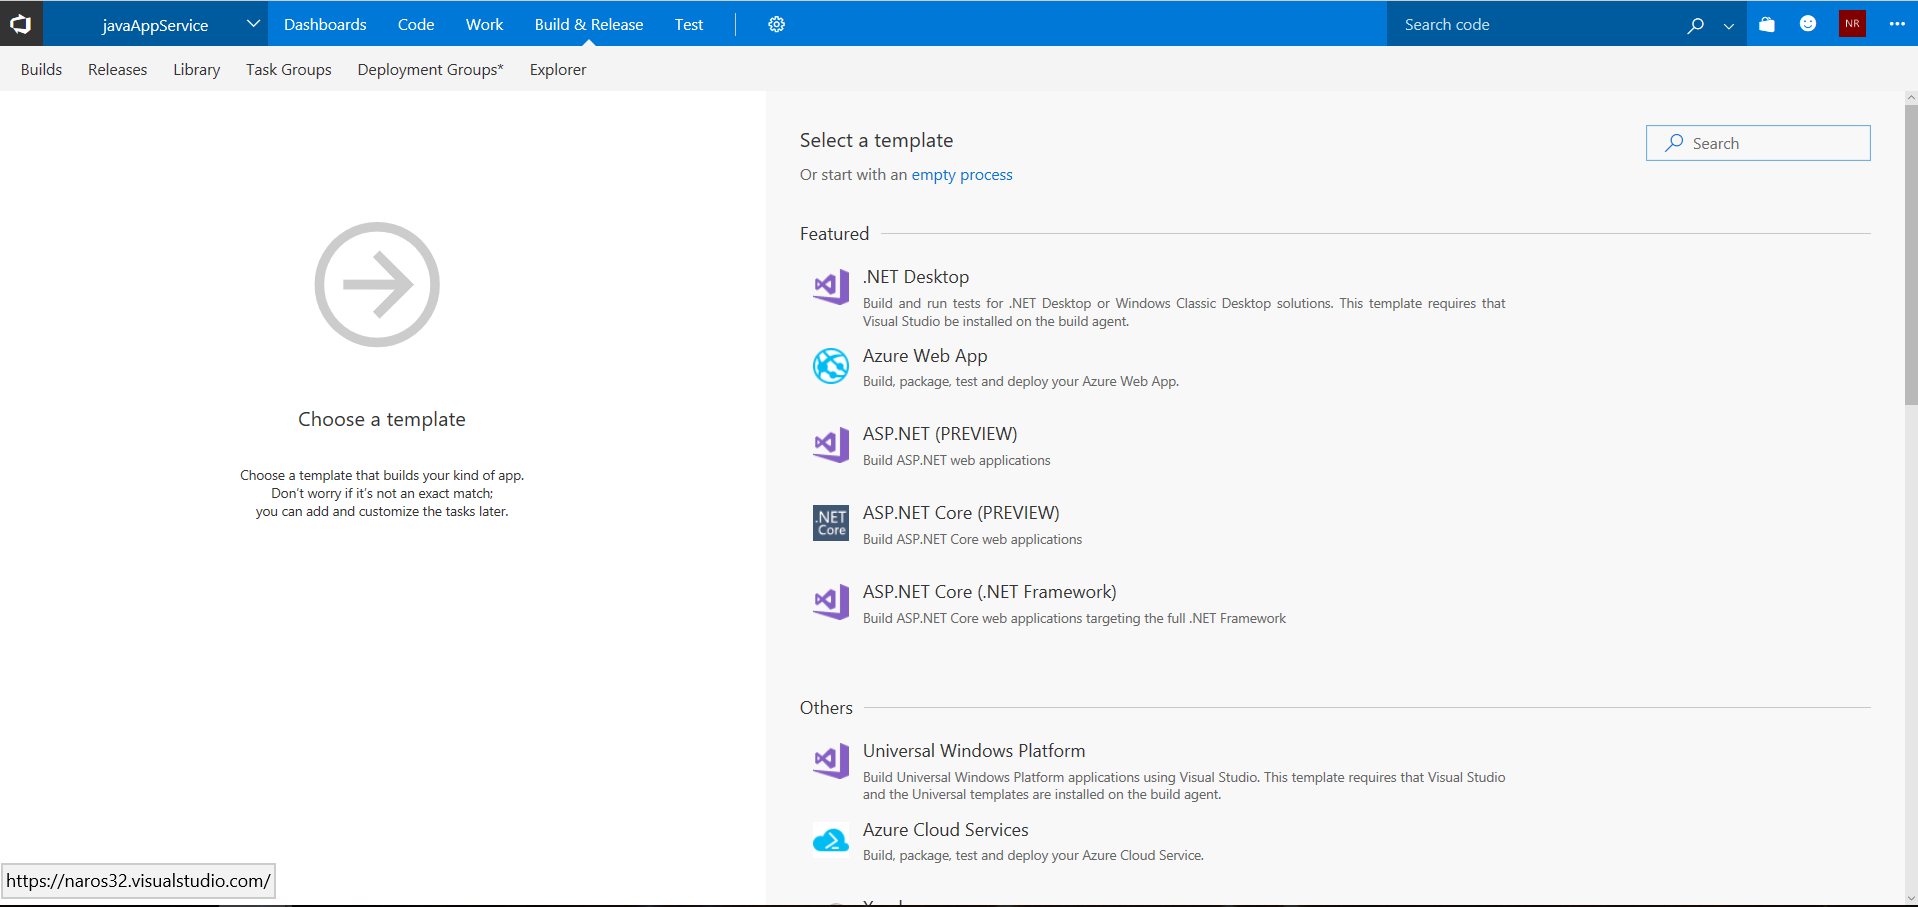 javaAppService
Dashboards
Code
Work
Build & Release
Test
Search code
NR
Builds
Releases
Library
Task Groups
Deployment Groups*
Explorer
Choose a template
Choose a template that builds your kind of app.
Don't worry if it's not an exact match;
you can add and customize the tasks later.
Select a template
Search
Or start with an empty process
Featured
.NET Desktop
Build and run tests for .NET Desktop or Windows Classic Desktop solutions. This template requires that
Visual Studio be installed on the build agent.
Azure Web App
Build, package, test and deploy your Azure Web App.
ASP.NET (PREVIEW)
Build ASP.NET web applications
.NET
Core
ASP.NET Core (PREVIEW)
Build ASP.NET Core web applications
ASP.NET Core (.NET Framework)
Build ASP.NET Core web applications targeting the full .NET Framework
Others
Universal Windows Platform
Build Universal Windows Platform applications using Visual Studio. This template requires that Visual Studio
and the Universal templates are installed on the build agent.
Azure Cloud Services
Build, package, test and deploy your Azure Cloud Service.
https://naros32.visualstudio.com/